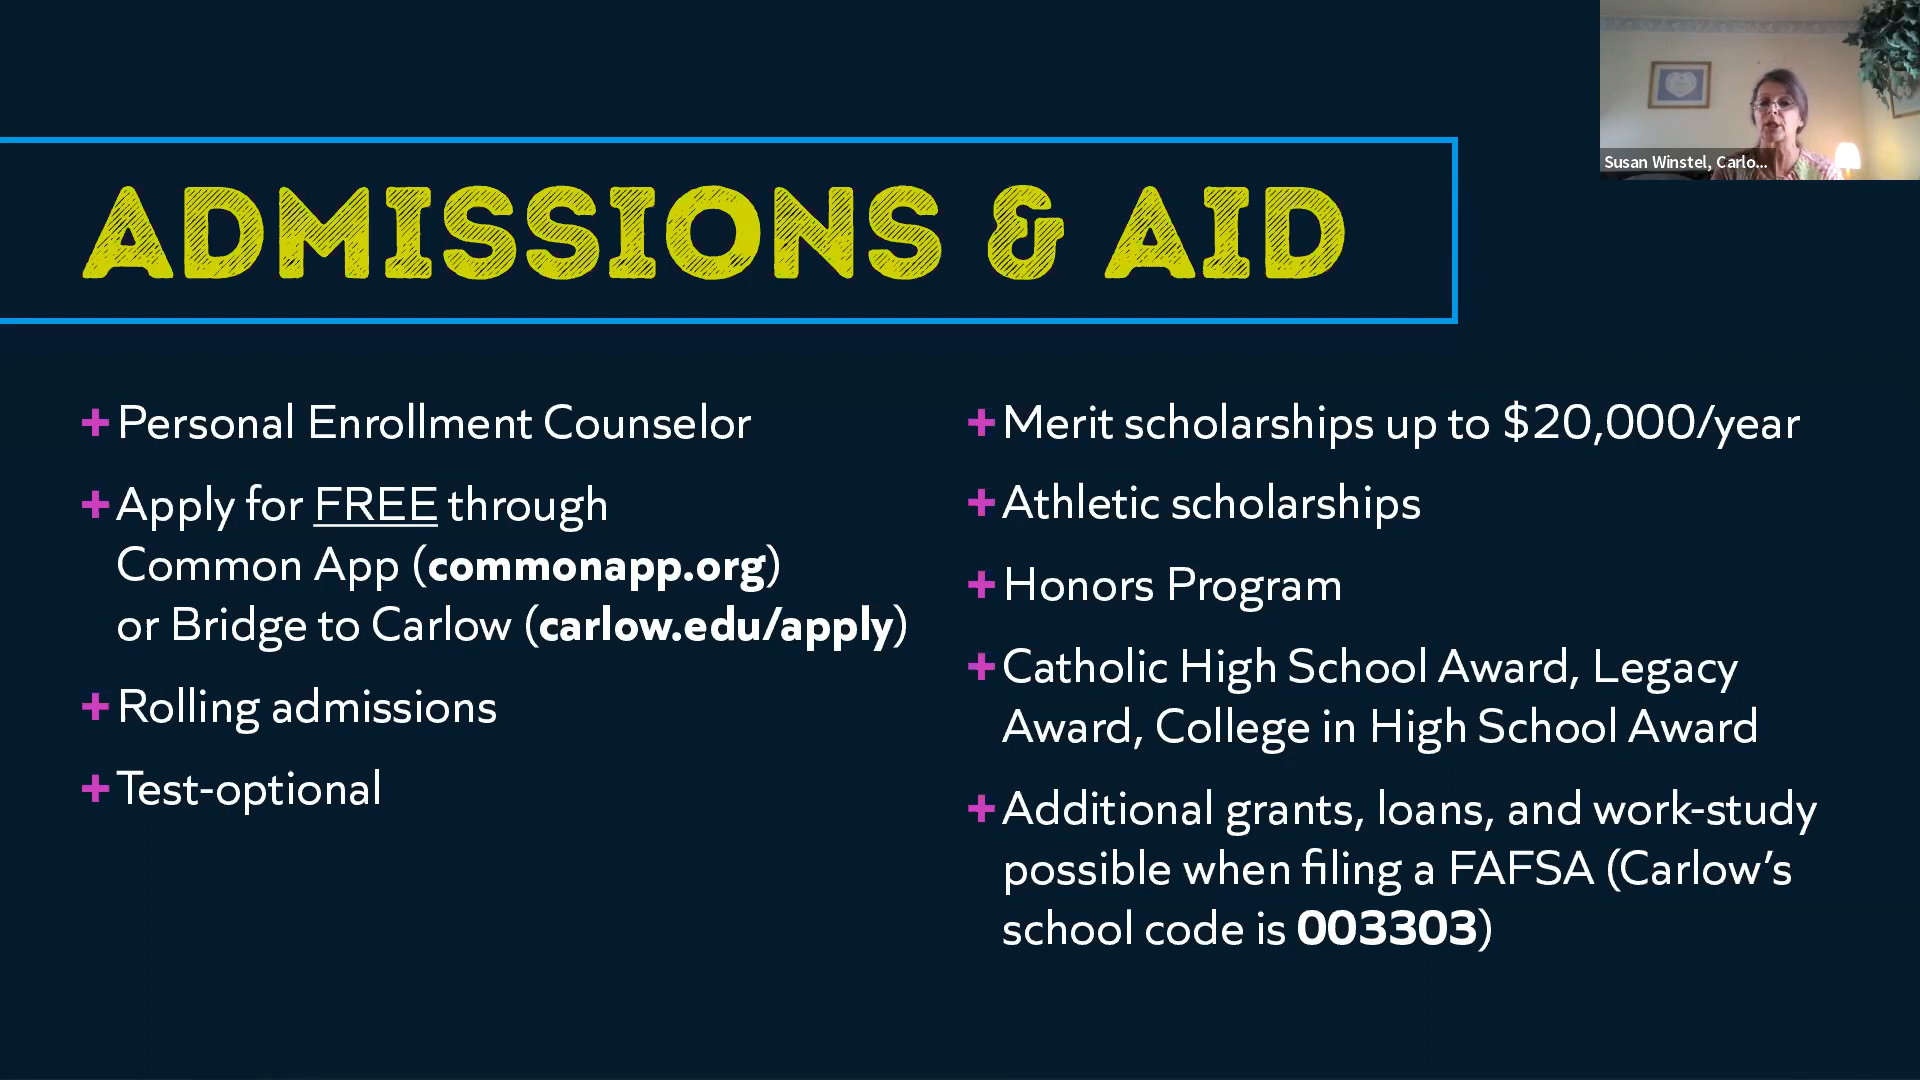 Susan Winstel, Carlo...
ADMISSIONS & AID
+ Personal Enrollment Counselor
+ Apply for FREE through
Common App (commonapp.org)
or Bridge to Carlow (carlow.edu/apply)
+ Rolling admissions
+ Test-optional
+ Merit scholarships up to $20,000/year
+ Athletic scholarships
+ Honors Program
+ Catholic High School Award, Legacy
Award, College in High School Award
+ Additional grants, loans, and work-study
possible when filing a FAFSA (Carlow’s
school code is 003303)